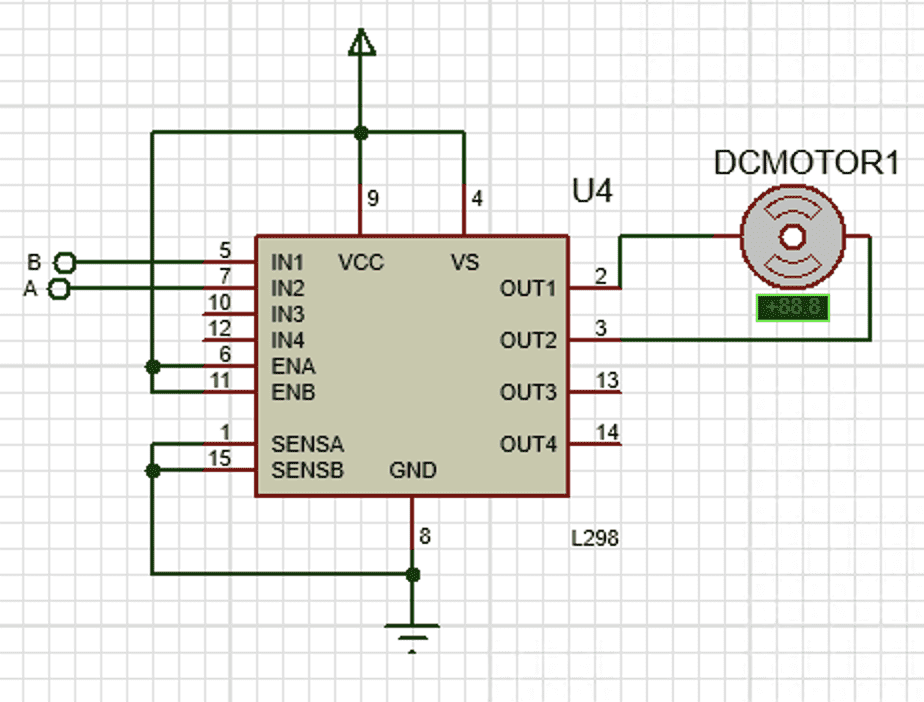 DCMOTOR1
U4
9
4
B
5
IN1
VCC
VS
A
7
IN2
OUT1
2
+88.8
10
IN3
12
IN4
OUT2
3
6
ENA
11
ENB
OUT3
13
1
SENSA
OUT4
14
15
SENSB
GND
8
L298